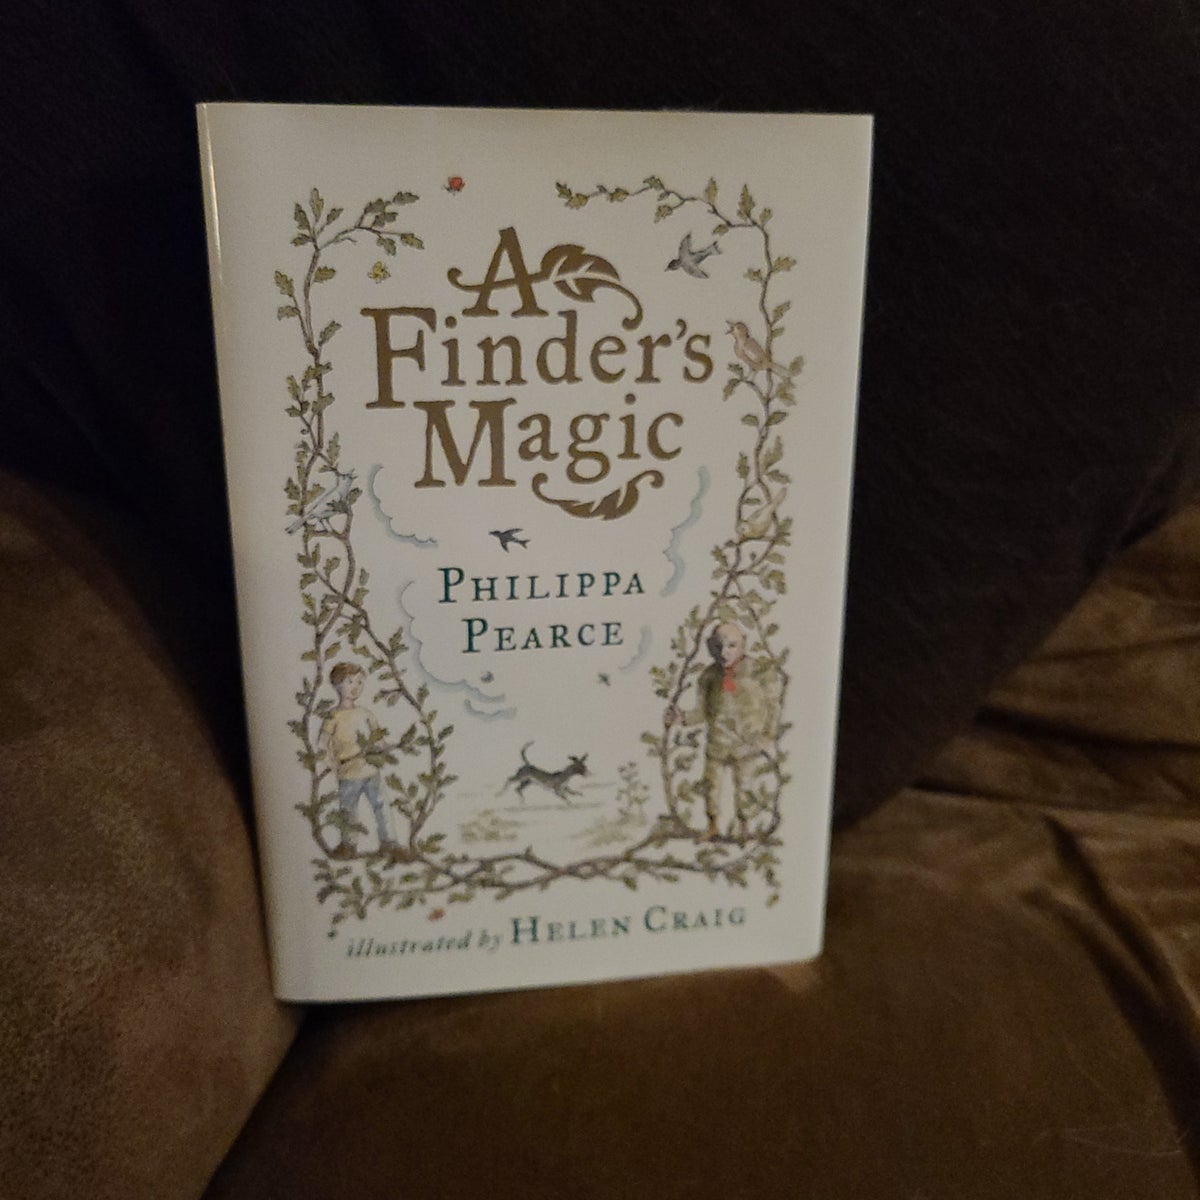 A
Finder's
Magic
PHILIPPA
PEARCE
illustrated by HELEN CRAIG